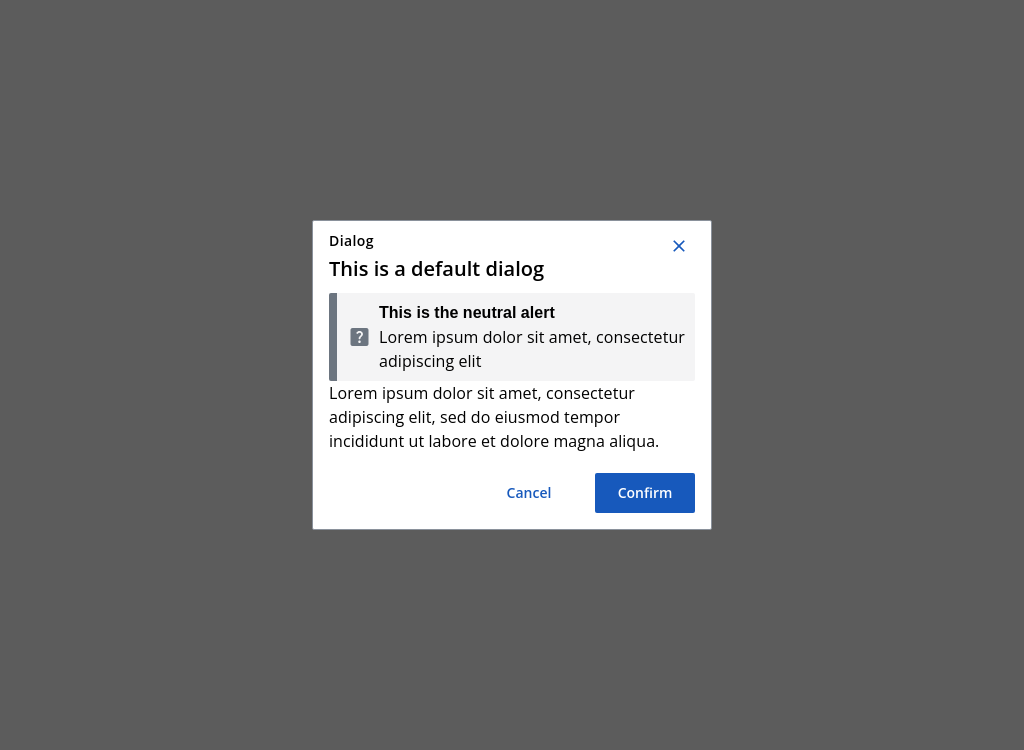 Dialog
This is a default dialog
This is the neutral alert
Lorem ipsum dolor sit amet, consectetur
adipiscing elit
Lorem ipsum dolor sit amet, consectetur
adipiscing elit, sed do eiusmod tempor
incididunt ut labore et dolore magna aliqua.
Cancel
Confirm